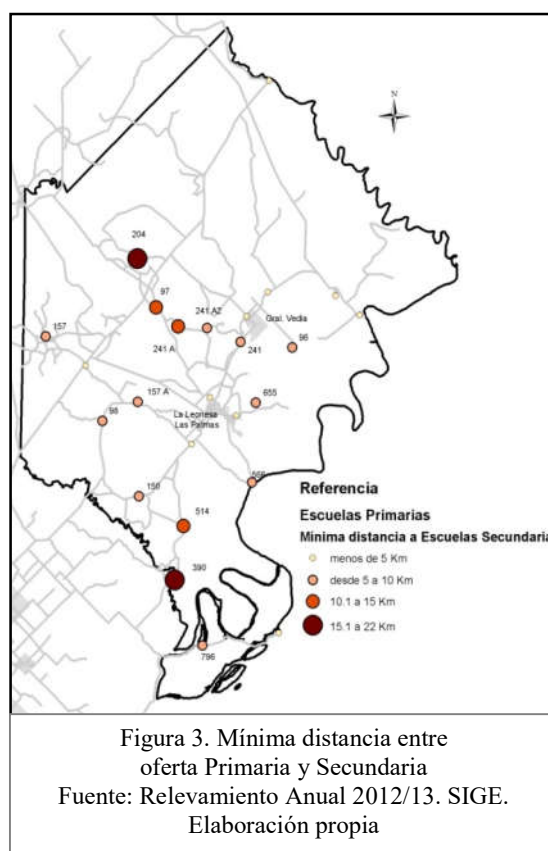 N
204
97
241 A2
Gral. Vedia
157
241 A
241
96
157 A
655
98
La Leonesa
Las Palmas
150
566
Referencia
514
Escuelas Primarias
Mínima distancia a Escuelas Secundaria
menos de 5 Km
desde 5 a 10 Km
390
10.1 a 15 Km
15.1 a 22 Km
796
Figura 3. Mínima distancia entre
oferta Primaria y Secundaria
Fuente: Relevamiento Anual 2012/13. SIGE.
Elaboración propia